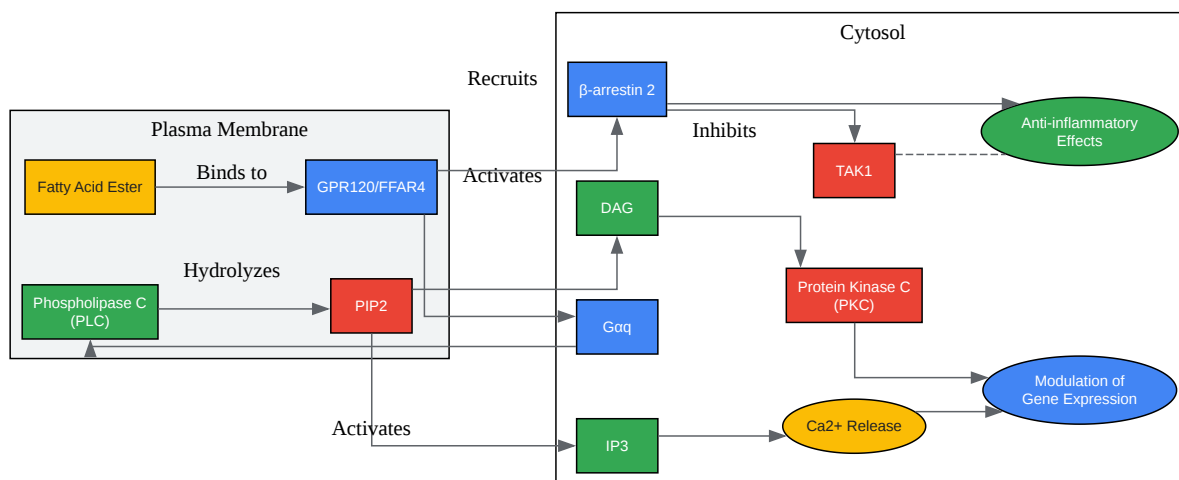 Cytosol
Recruits
β-arrestin 2
Plasma Membrane
Inhibits
Anti-inflammatory
Effects
Fatty Acid Ester
Binds to
GPR120/FFAR4
Activates
TAK1
DAG
Hydrolyzes
Phospholipase C
(PLC)
PIP2
Protein Kinase C
(PKC)
Gαq
Modulation of
Gene Expression
Activates
IP3
Ca2+ Release